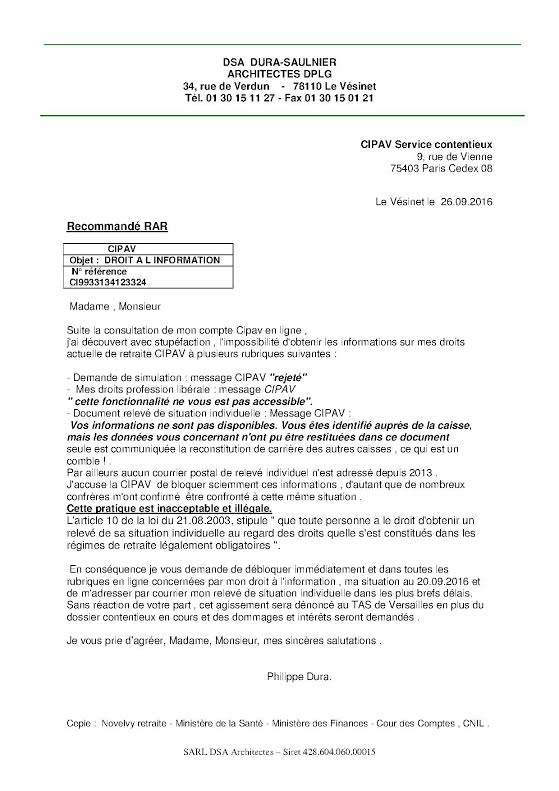 DSA DURA-SAULNIER
ARCHITECTES DPLG
34, rue de Verdun - 78110 Le Vésinet
Tél. 01 30 15 11 27 - Fax 01 30 15 01 21
CIPAV Service contentieux
9, rue de Vienne
75403 Paris Cedex 08
Le Vésinet le 26.09.2016
Recommandé RAR
CIPAV
Objet : DROIT A L INFORMATION
N° référence
CI9933134123324
Madame , Monsieur
Suite la consultation de mon compte Cipav en ligne ,
j'ai découvert avec stupéfaction , l'impossibilité d'obtenir les informations sur mes droits
actuelle de retraite CIPAV à plusieurs rubriques suivantes :
- Demande de simulation : message CIPAV "rejeté"
- Mes droits profession libérale : message CIPAV
" cette fonctionnalité ne vous est pas accessible".
- Document relevé de situation individuelle : Message CIPAV :
Vos informations ne sont pas disponibles. Vous êtes identifié auprés de la caisse,
mais les données vous concernant n'ont pu être restituées dans ce document
seule est communiquée la reconstitution de carrière des autres caisses , ce qui est un
comble ! .
Par ailleurs aucun courrier postal de relevé individuel n'est adressé depuis 2013 .
J'accuse la CIPAV de bloquer sciemment ces informations , d'autant que de nombreux
confrères m'ont confirmé être confronté à cette même situation .
Cette pratique est inacceptable et illégale.
L'article 10 de la loi du 21.08.2003, stipule " que toute personne a le droit d'obtenir un
relevé de sa situation individuelle au regard des droits quelle s'est constitués dans les
régimes de retraite légalement obligatoires ".
En conséquence je vous demande de débloquer immédiatement et dans toutes les
rubriques en ligne concernées par mon droit à l'information , ma situation au 20.09.2016 et
de m'adresser par courrier mon relevé de situation individuelle dans les plus brefs délais.
Sans réaction de votre part , cet agissement sera dénoncé au TAS de Versailles en plus du
dossier contentieux en cours et des dommages et intérêts seront demandés .
Je vous prie d'agréer, Madame, Monsieur, mes sincères salutations .
Philippe Dura.
Copie : Novelvy retraite - Ministère de la Santé - Ministère des Finances - Cour des Comptes , CNIL .
SARL DSA Architectes – Siret 428.604.060.00015